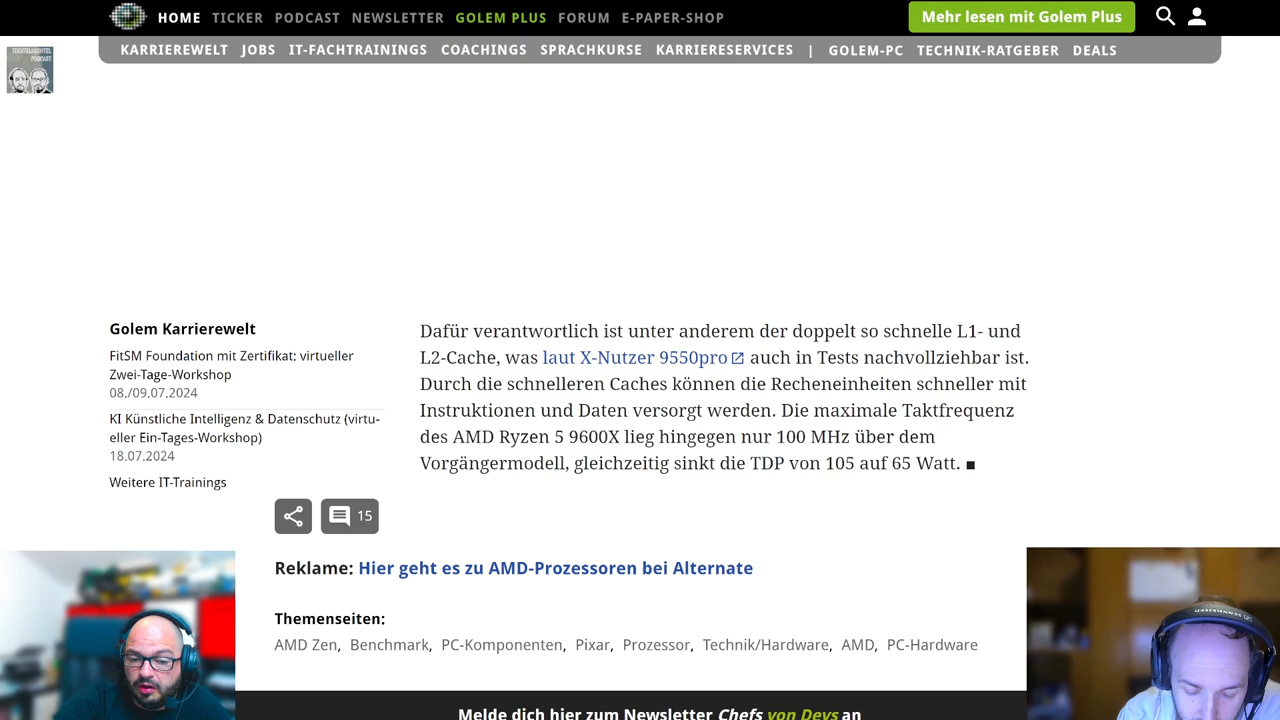 HOME TICKER PODCAST NEWSLETTER GOLEM PLUS FORUM E-PAPER-SHOP Mehr lesen mit Golem Plus
KARRIEREWELT JOBS IT-FACHTRAININGS COACHINGS SPRACHKURSE KARRIERESERVICES | GOLEM-PC TECHNIK-RATGEBER DEALS
PODCAST
Golem Karrierewelt
FitSM Foundation mit Zertifikat: virtueller
Zwei-Tage-Workshop
08./09.07.2024
KI Künstliche Intelligenz & Datenschutz (virtu-
eller Ein-Tages-Workshop)
18.07.2024
Weitere IT-Trainings
Dafür verantwortlich ist unter anderem der doppelt so schnelle L1- und
L2-Cache, was laut X-Nutzer 9550pro auch in Tests nachvollziehbar ist.
Durch die schnelleren Caches können die Recheneinheiten schneller mit
Instruktionen und Daten versorgt werden. Die maximale Taktfrequenz
des AMD Ryzen 5 9600X lieg hingegen nur 100 MHz über dem
Vorgängermodell, gleichzeitig sinkt die TDP von 105 auf 65 Watt. ■
15
Reklame: Hier geht es zu AMD-Prozessoren bei Alternate
Themenseiten:
AMD Zen, Benchmark, PC-Komponenten, Pixar, Prozessor, Technik/Hardware, AMD, PC-Hardware
Melde dich hier zum Newsletter Chefs von Devs an